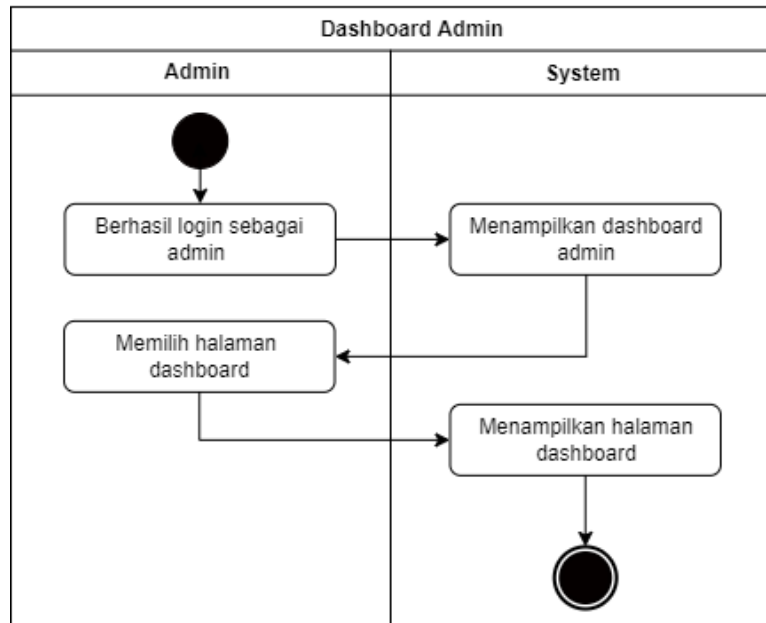 Dashboard Admin
Admin
System
Berhasil login sebagai
admin
Menampilkan dashboard
admin
Memilih halaman
dashboard
Menampilkan halaman
dashboard